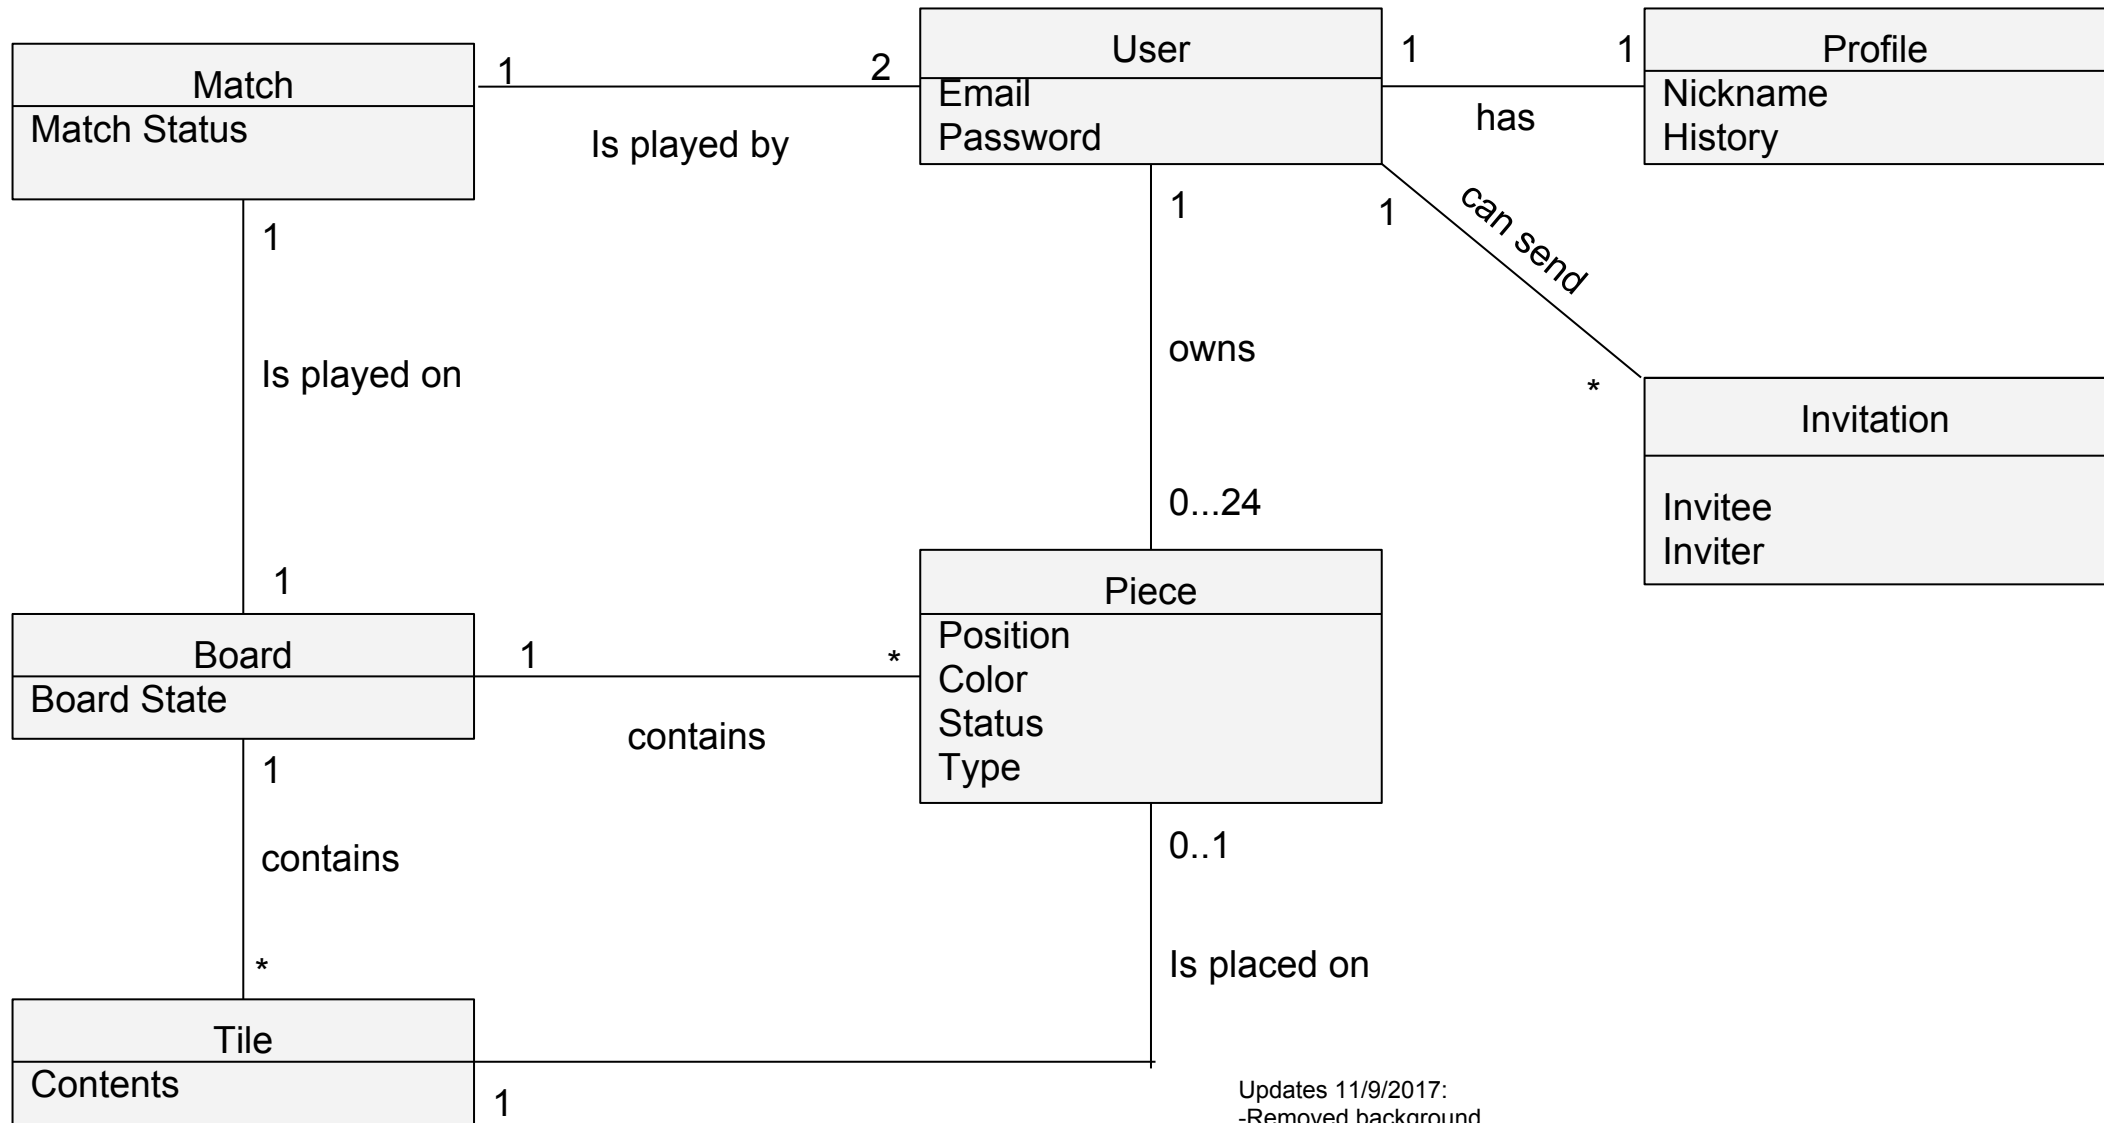 Match
Match Status
1
2
Is played by
User
Email
Password
1
1
has
Profile
Nickname
History
1
Is played on
1
1
owns
0...24
1
can send
*
Invitation
Invitee
Inviter
Board
Board State
1
*
contains
Piece
Position
Color
Status
Type
1
contains
*
0..1
Is placed on
Tile
Contents
1
Updates 11/9/2017:
-Removed background